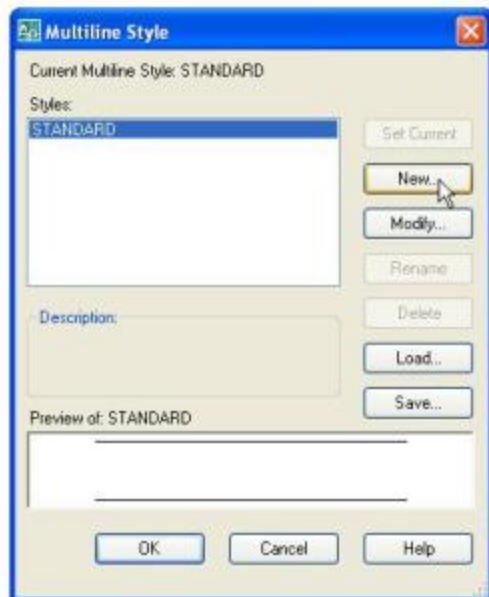 Multiline Style
Current Multiline Style: STANDARD
Styles:
STANDARD
Set Current
New...
Modify...
Rename
Delete
Description:
Load...
Save...
Preview of: STANDARD
OK
Cancel
Help